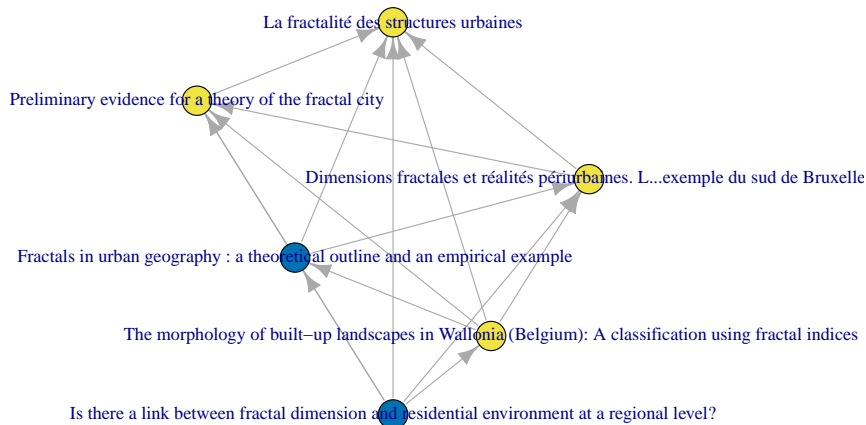 La fractalité des structures urbaines
Preliminary evidence for a theory of the fractal city
Dimensions fractales et réalités périurbaines. L...exemple du sud de Bruxelle
Fractals in urban geography : a theoretical outline and an empirical example
The morphology of built−up landscapes in Wallonia (Belgium): A classification using fractal indices
Is there a link between fractal dimension and residential environment at a regional level?